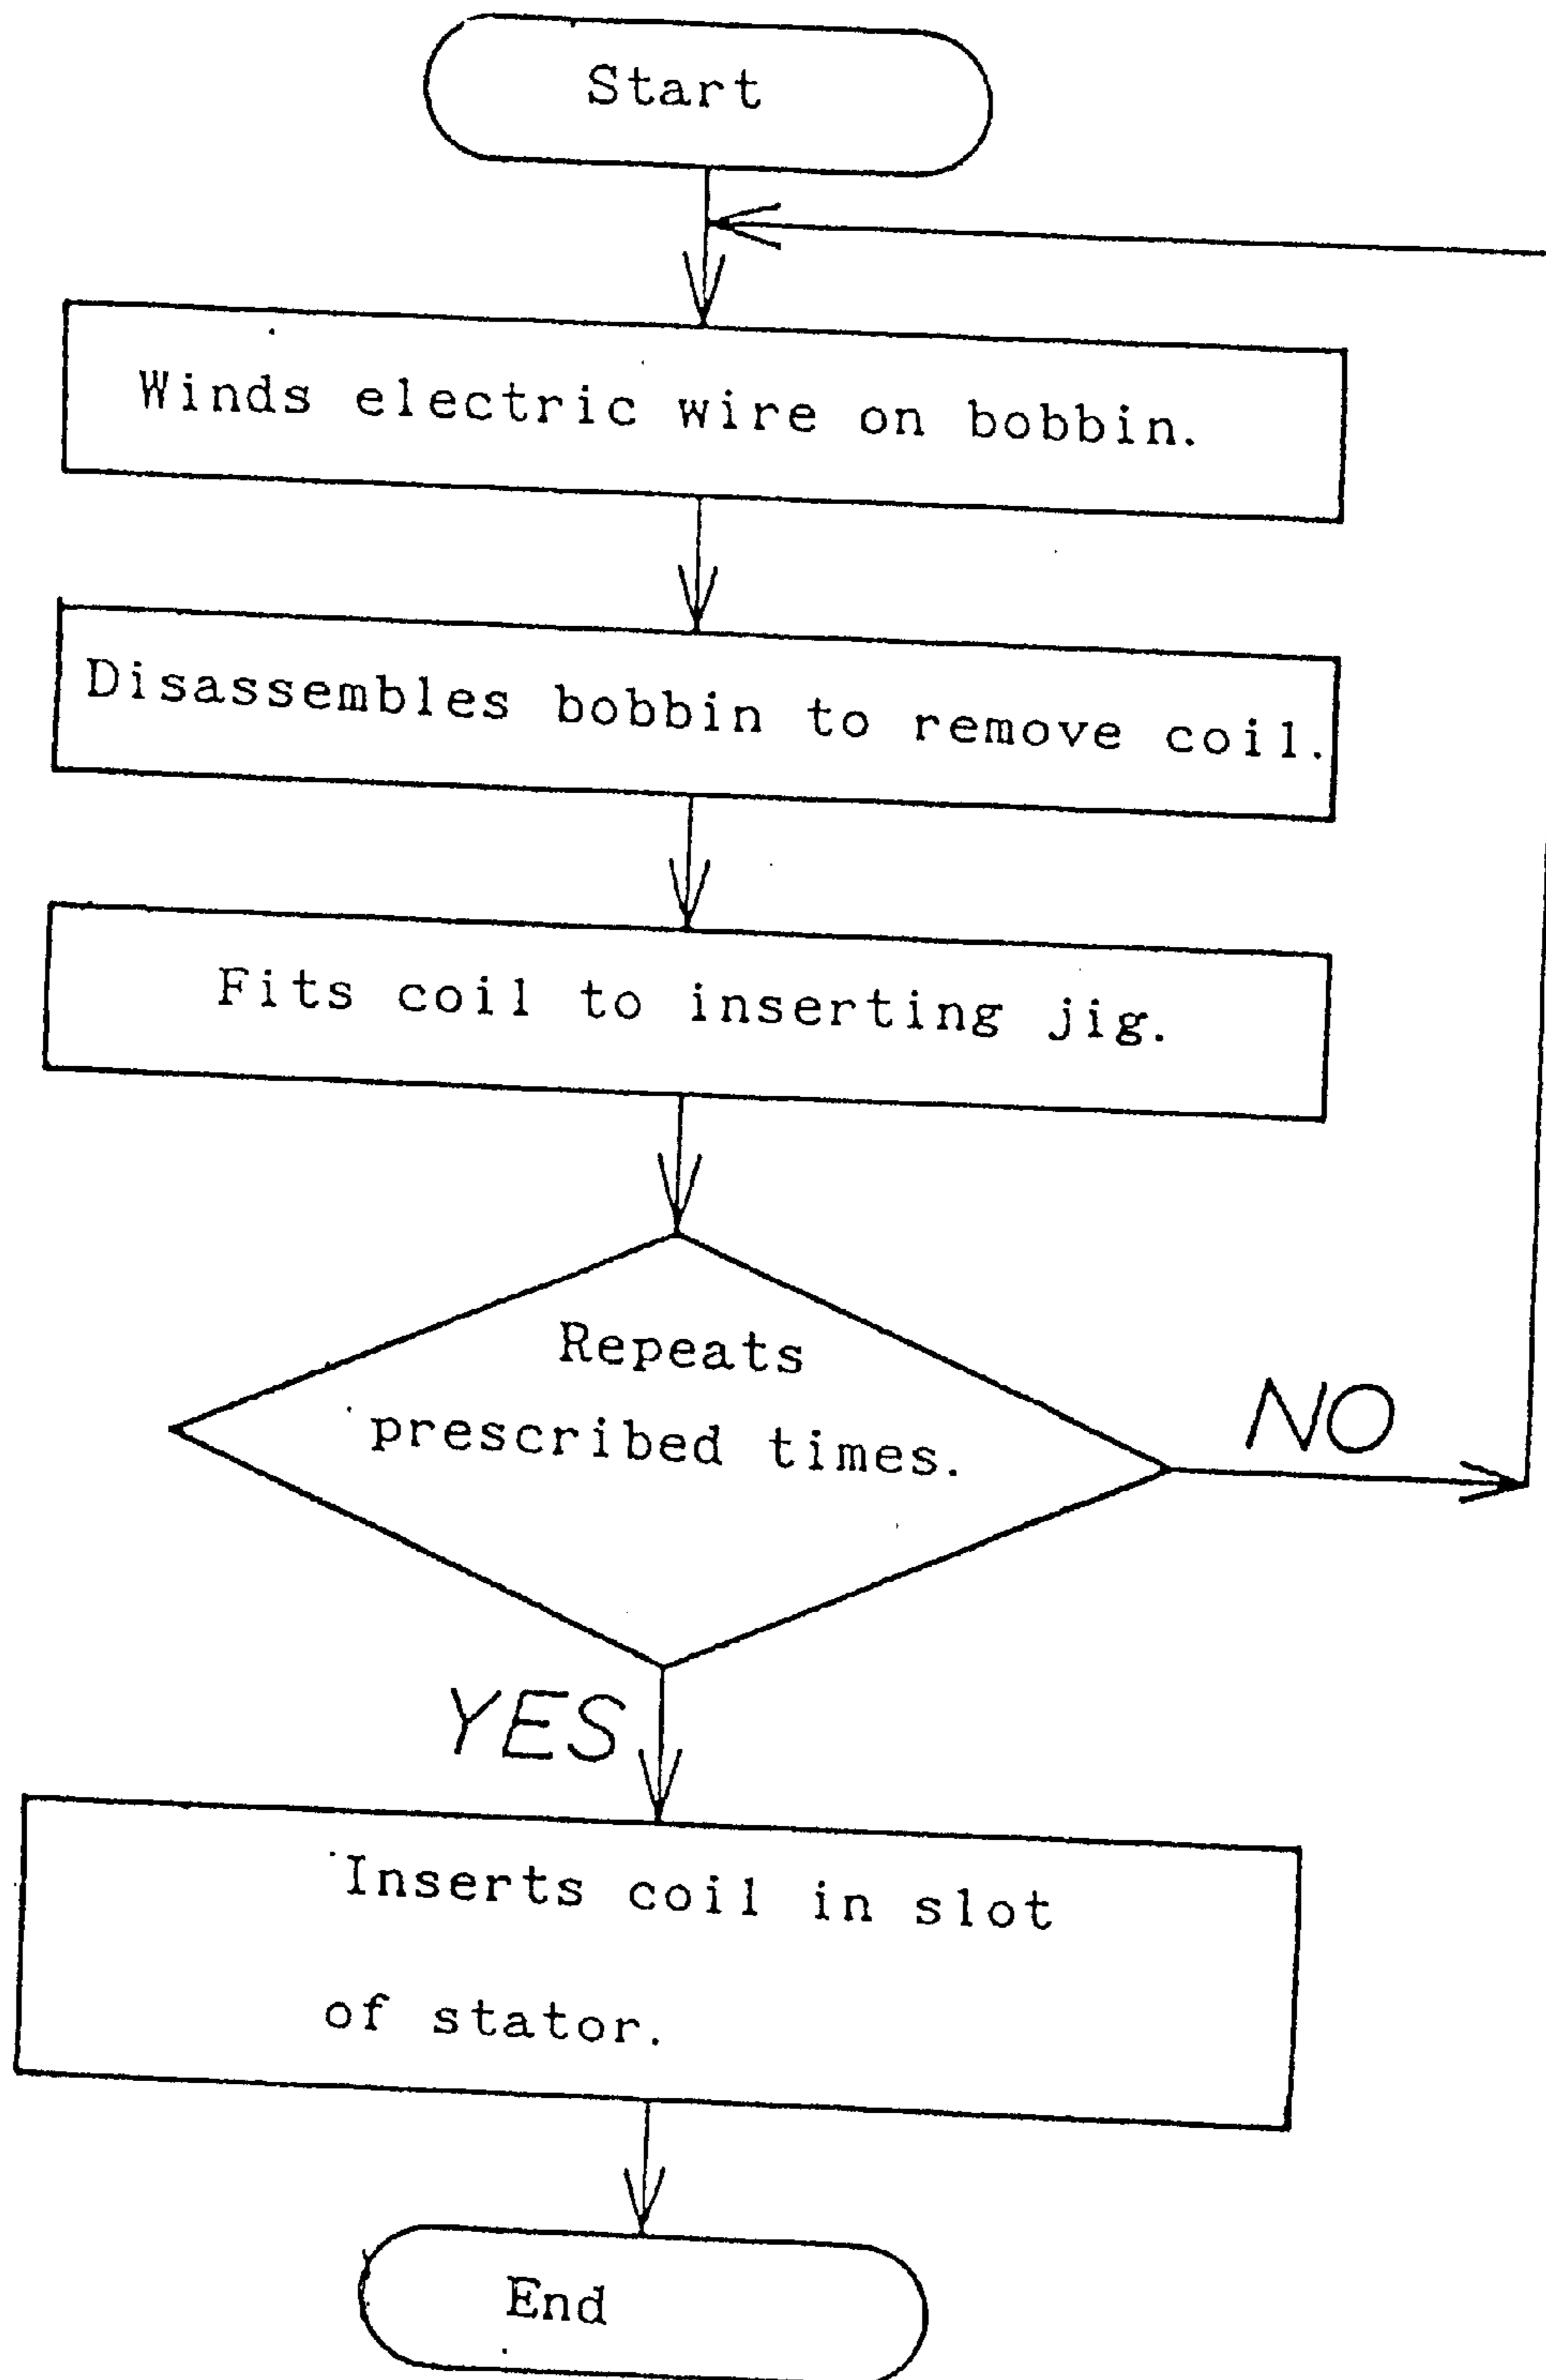 Start
Winds electric wire on bobbin.
Disassembles bobbin to remove coil.
Fits coil to inserting jig.
Repeats
prescribed times.
NO
YES
Inserts coil in slot
of stator.
End